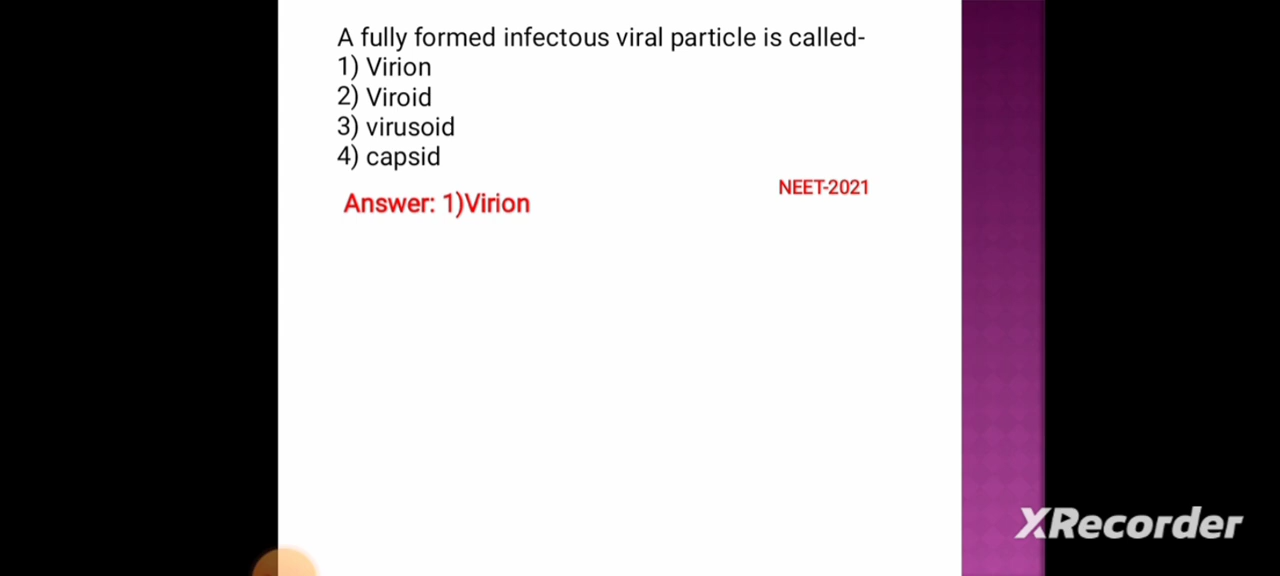 A fully formed infectous viral particle is called-
1) Virion
2) Viroid
3) virusoid
4) capsid
NEET-2021
Answer: 1)Virion
XRecorder